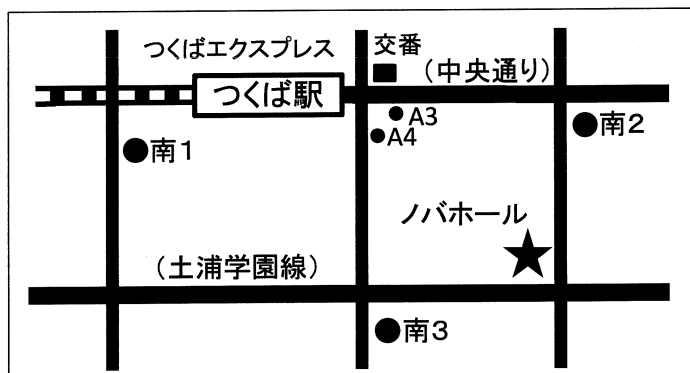 つくばエクスプレス
交番
つくば駅
（中央通り）
A3
A4
南1
南2
ノバホール
（土浦学園線）
南3